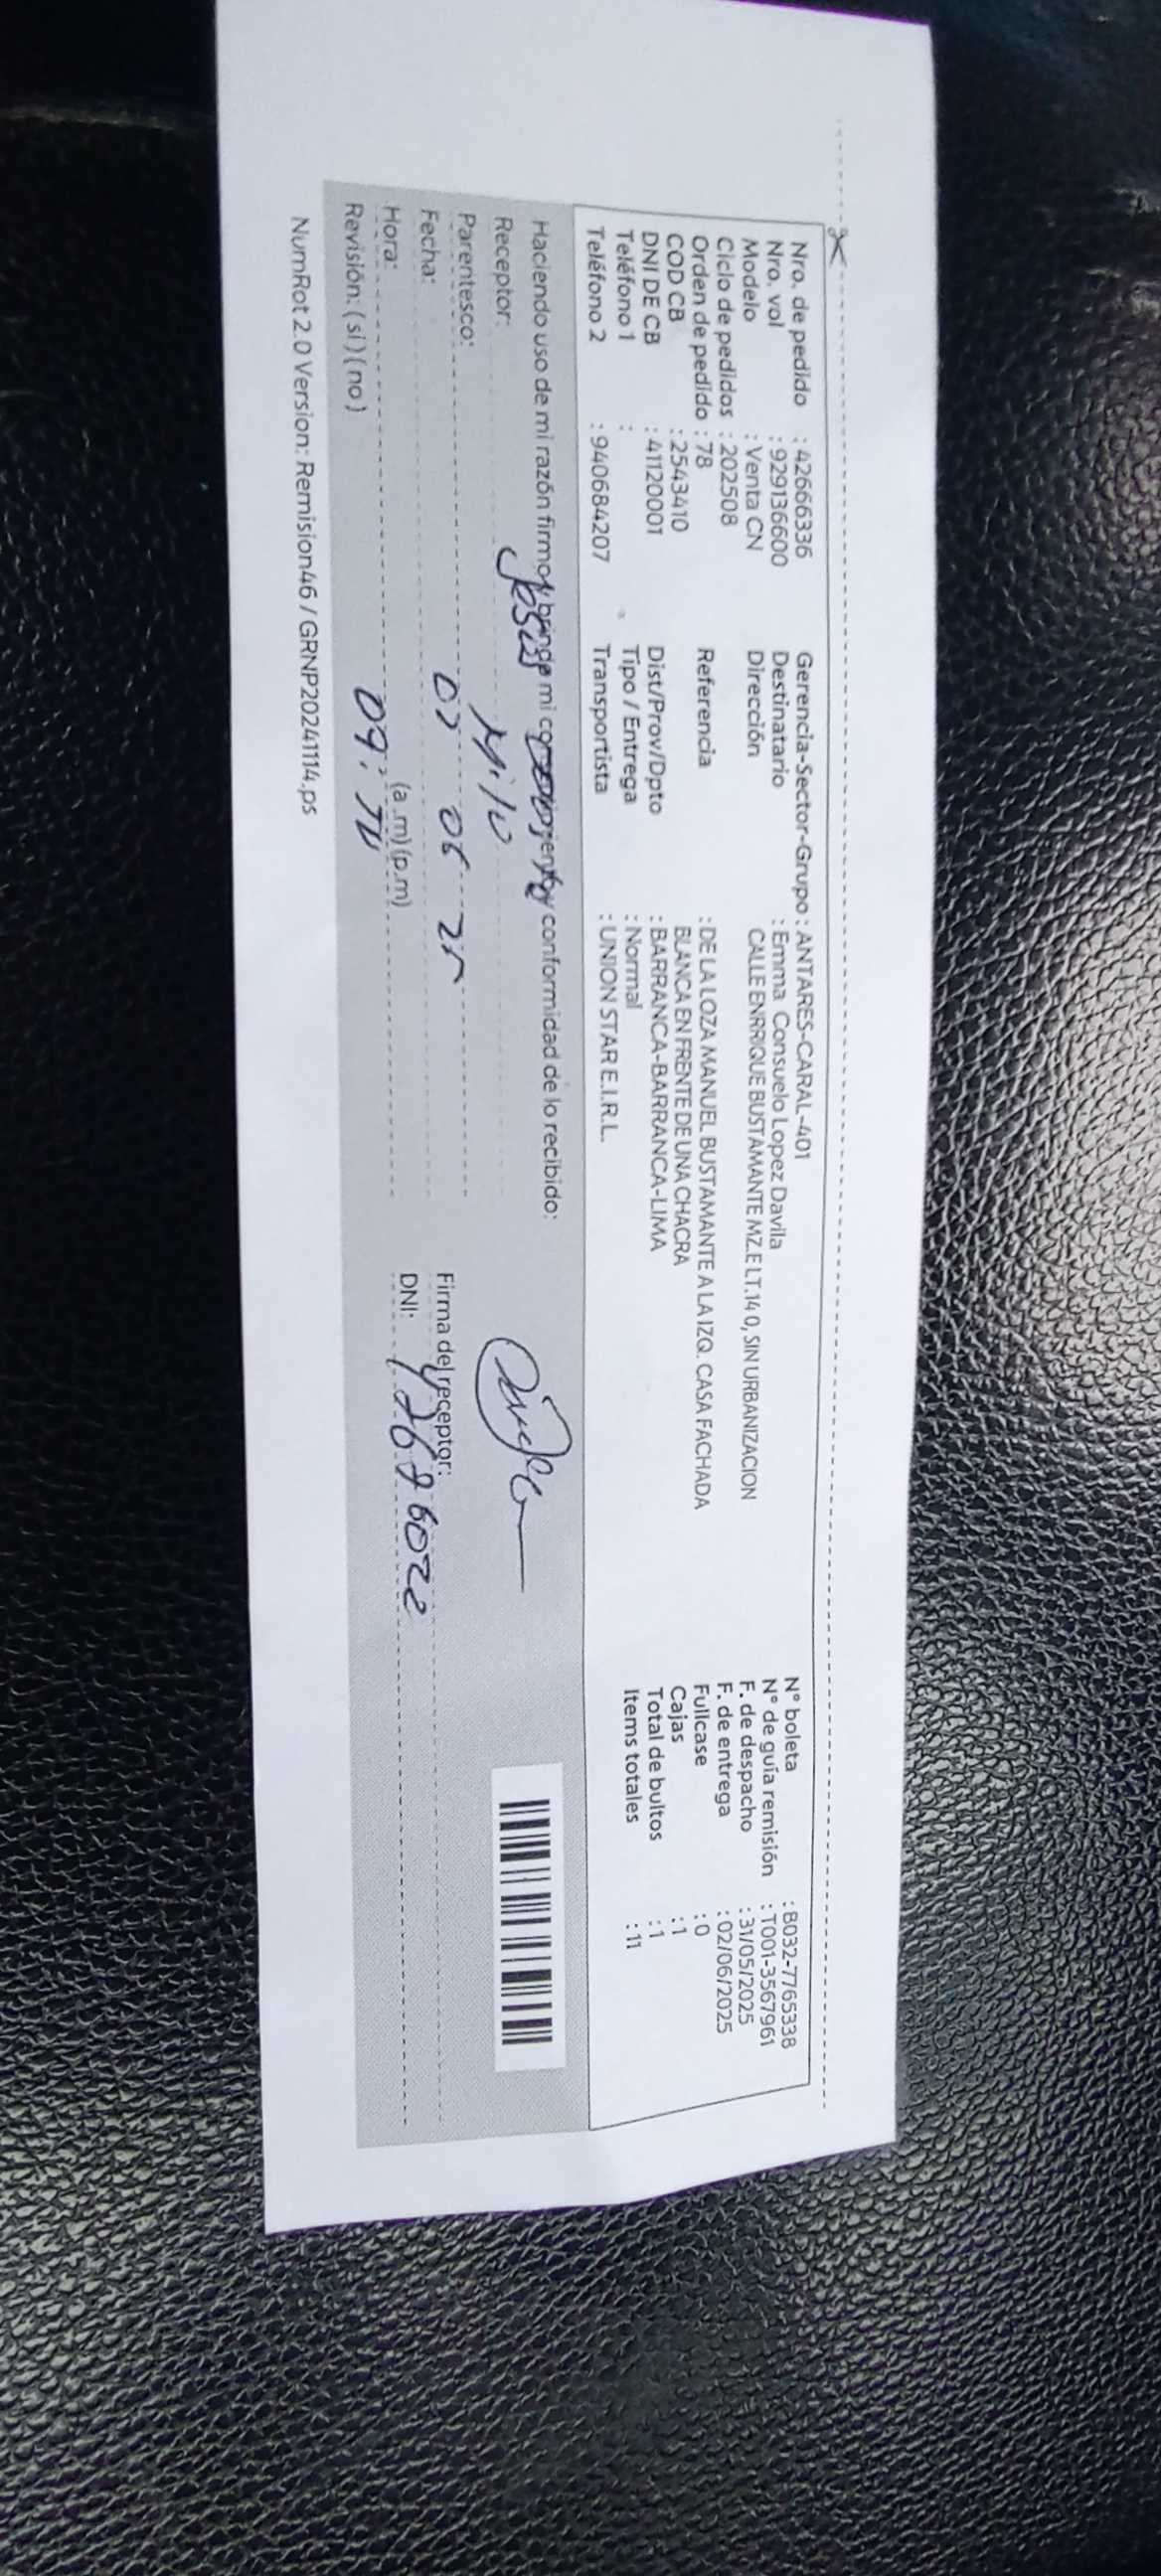 Nro. de pedido : 42666336
Nro. vol : 929136600
Modelo : Venta CN
Ciclo de pedidos : 202508
Orden de pedido : 78
COD CB : 2543410
DNI DE CB : 41120001
Teléfono 1 :
Teléfono 2 : 940684207
Gerencia-Sector-Grupo : ANTARES-CARAL-401
Destinatario : Emma Consuelo Lopez Davila
Dirección CALLE ENRRIQUE BUSTAMANTE MZ.E LT.14 0, SIN URBANIZACION
Referencia : DE LA LOZA MANUEL BUSTAMANTE A LA IZQ. CASA FACHADA
BLANCA EN FRENTE DE UNA CHACRA
Dist/Prov/Dpto : BARRANCA-BARRANCA-LIMA
Tipo / Entrega : Normal
Transportista : UNION STAR E.I.R.L.
N° boleta : B032-7765338
N° de guía remisión : T001-3567961
F. de despacho : 31/05/2025
F. de entrega : 02/06/2025
Fullcase : 0
Cajas : 1
Total de bultos : 1
Items totales : 11
Haciendo uso de mi razón firmo y brindo mi consentimiento y conformidad de lo recibido:
Receptor: Jesus
Parentesco:
Fecha: 02 06 25
Hora: 09: (a.m) (p.m)
Revisión: ( si ) ( no )
Firma del receptor:
DNI:
NumRot 2.0 Version: Remision46 / GRNP20241114.ps